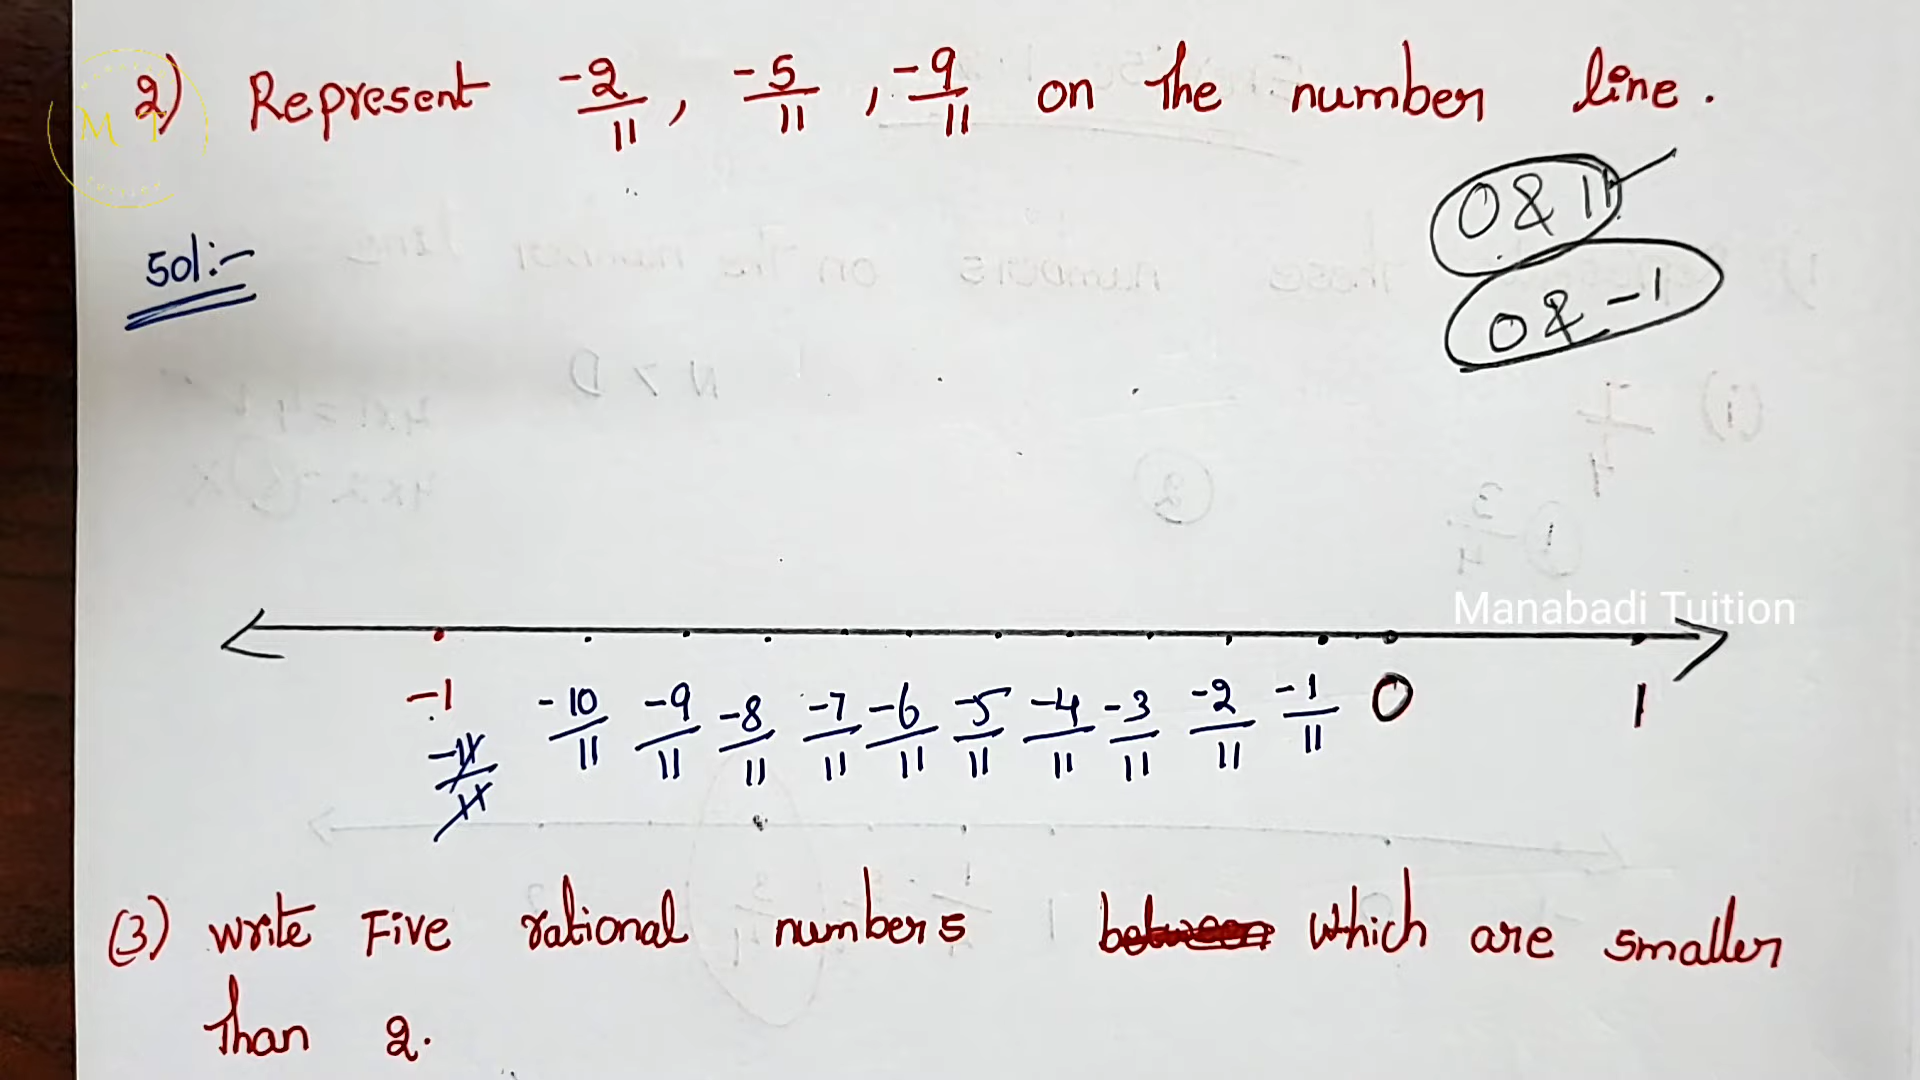 2) Represent -2/11, -5/11, -9/11 on the number line.
M T
0 & 1
0 & -1
Sol:-
Manabadi Tuition
-1 -10/11 -9/11 -8/11 -7/11 -6/11 -5/11 -4/11 -3/11 -2/11 -1/11 0 1
-11/11
(3) write Five rational numbers between which are smaller
than 2.